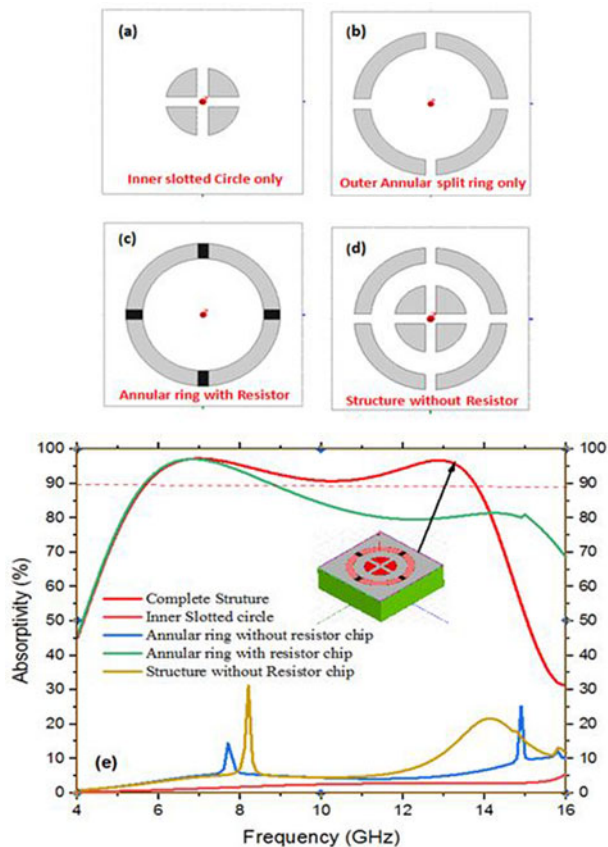 (a)
Inner slotted Circle only
(b)
Outer Annular split ring only
(c)
Annular ring with Resistor
(d)
Structure without Resistor
100
90
80
70
60
50
40
30
20
10
0
100
90
80
70
60
50
40
30
20
10
0
Absorptivity (%)
Complete Struture
Inner Slotted circle
Annular ring without resistor chip
Annular ring with resistor chip
Structure without Resistor chip
(e)
4 6 8 10 12 14 16
Frequency (GHz)